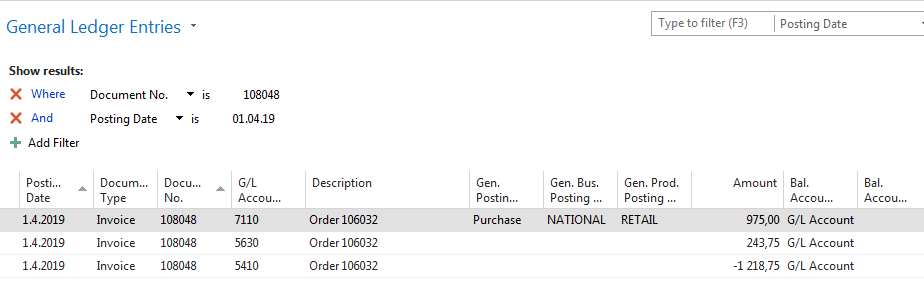 General Ledger Entries
Type to filter (F3) Posting Date
Show results:
Where Document No. is 108048
And Posting Date is 01.04.19
Add Filter
Posti... Docum... Docu... G/L Description Gen. Gen. Bus. Gen. Prod. Amount Bal. Bal.
Date Type No. Accou... Postin... Posting ... Posting ... Accou... Accou...
1.4.2019 Invoice 108048 7110 Order 106032 Purchase NATIONAL RETAIL 975,00 G/L Account
1.4.2019 Invoice 108048 5630 Order 106032 243,75 G/L Account
1.4.2019 Invoice 108048 5410 Order 106032 -1 218,75 G/L Account